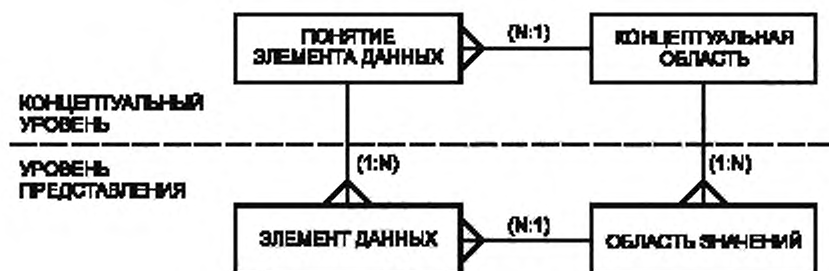 ПОНЯТИЕ
ЭЛЕМЕНТА ДАННЫХ
(N:1)
КОНЦЕПТУАЛЬНАЯ
ОБЛАСТЬ
КОНЦЕПТУАЛЬНЫЙ
УРОВЕНЬ
УРОВЕНЬ
ПРЕДСТАВЛЕНИЯ
(1:N)
(1:N)
ЭЛЕМЕНТ ДАННЫХ
(N:1)
ОБЛАСТЬ ЗНАЧЕНИЙ